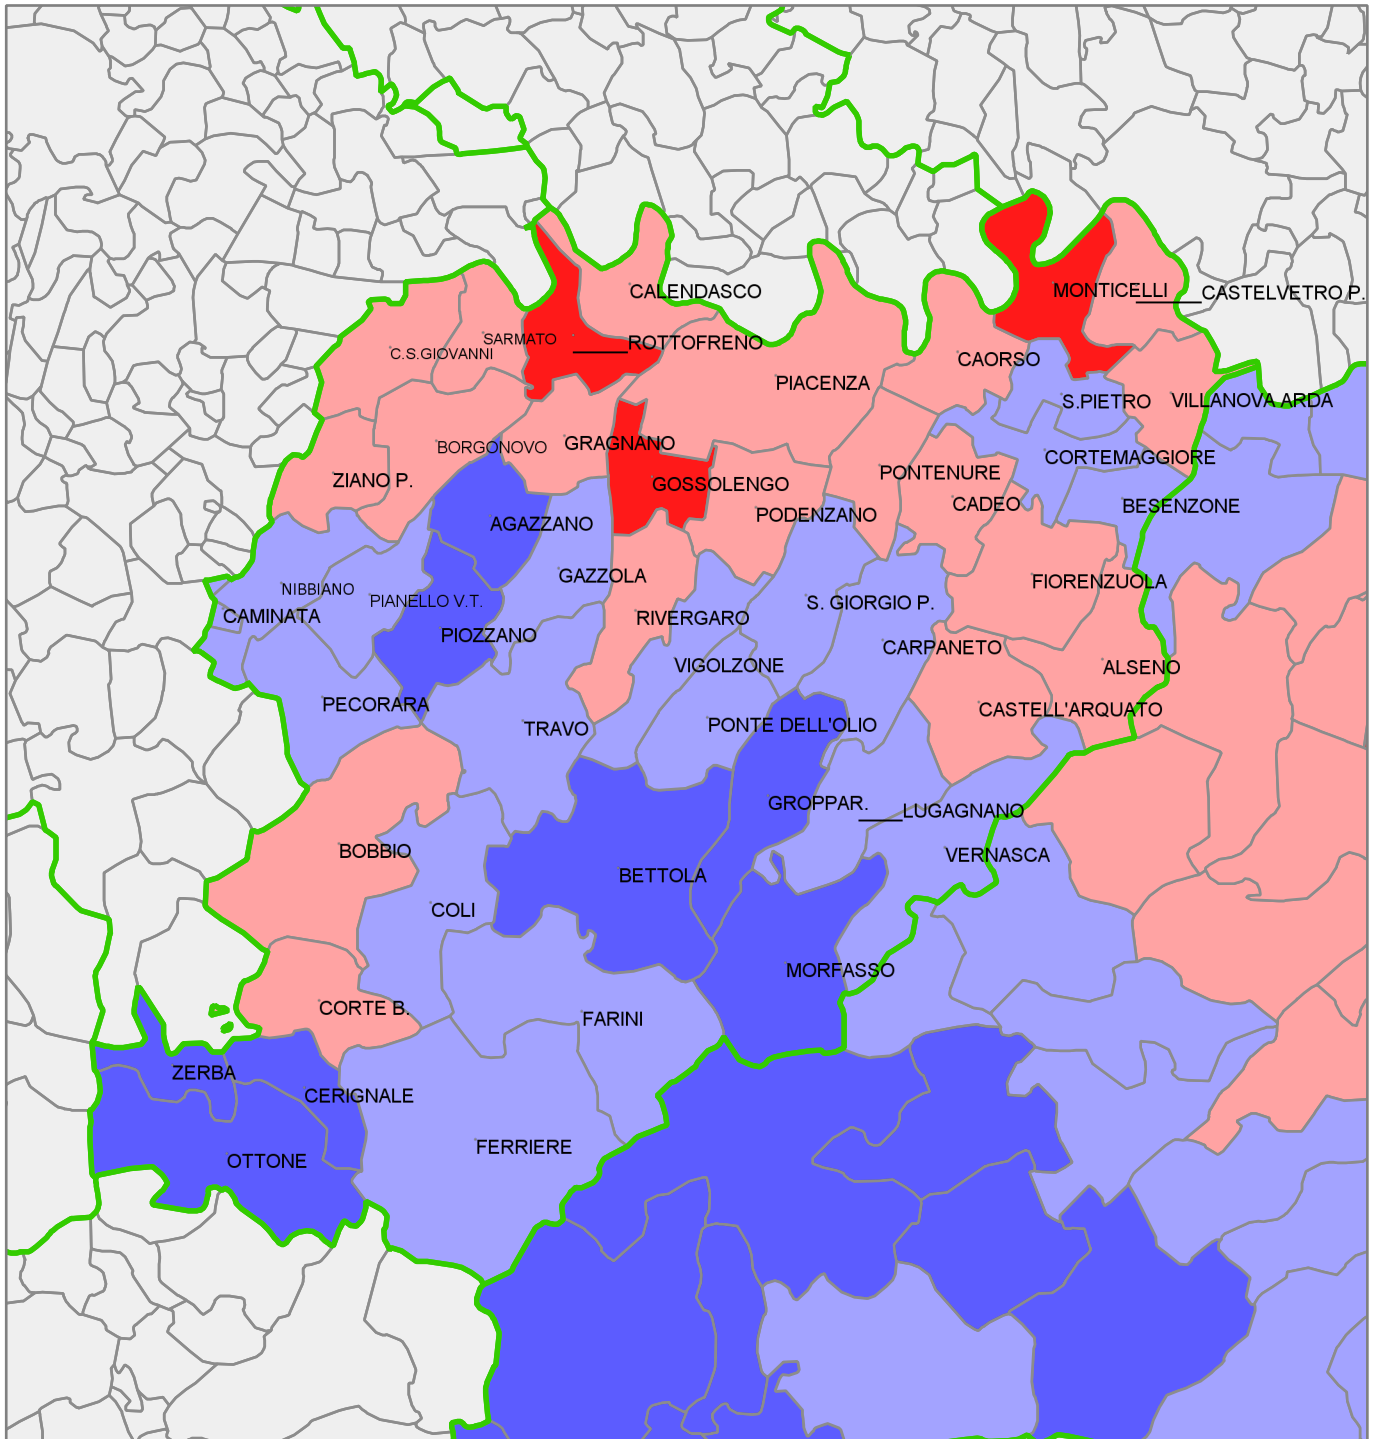 CALENDASCO
MONTICELLI
CASTELVETRO P.
SARMATO
ROTTOFRENO
C.S.GIOVANNI
CAORSO
PIACENZA
S.PIETRO
VILLANOVA ARDA
BORGONOVO
GRAGNANO
CORTEMAGGIORE
ZIANO P.
GOSSOLENGO
PONTENURE
CADEO
BESENZONE
AGAZZANO
PODENZANO
GAZZOLA
FIORENZUOLA
NIBBIANO
PIANELLO V.T.
S. GIORGIO P.
CAMINATA
RIVERGARO
PIOZZANO
CARPANETO
VIGOLZONE
ALSENO
PECORARA
CASTELL'ARQUATO
TRAVO
PONTE DELL'OLIO
GROPPAR.
LUGAGNANO
BOBBIO
VERNASCA
BETTOLA
COLI
MORFASSO
CORTE B.
FARINI
ZERBA
CERIGNALE
FERRIERE
OTTONE